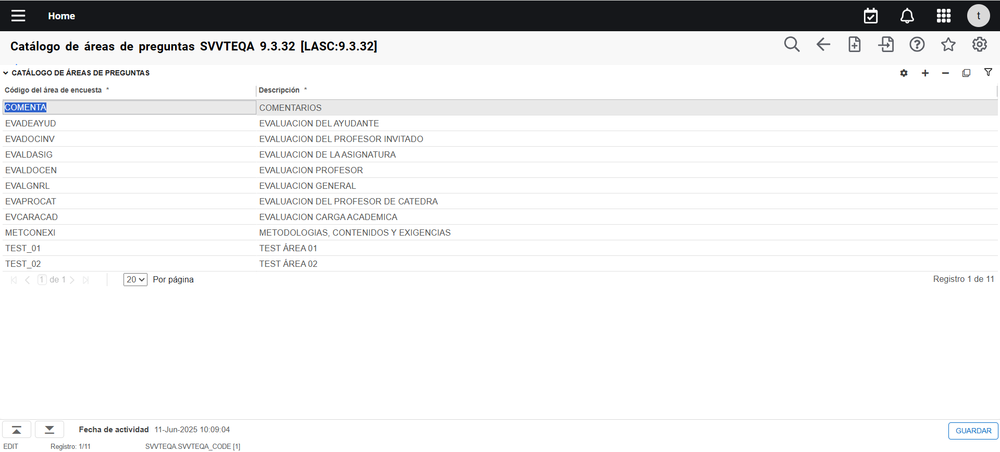 Home
t
Catálogo de áreas de preguntas SVVTEQA 9.3.32 [LASC:9.3.32]
CATÁLOGO DE ÁREAS DE PREGUNTAS
Código del área de encuesta * Descripción *
COMENTA COMENTARIOS
EVADEAYUD EVALUACION DEL AYUDANTE
EVADOCINV EVALUACION DEL PROFESOR INVITADO
EVALDASIG EVALUACION DE LA ASIGNATURA
EVALDOCEN EVALUACION PROFESOR
EVALGNRL EVALUACION GENERAL
EVAPROCAT EVALUACION DEL PROFESOR DE CATEDRA
EVCARACAD EVALUACION CARGA ACADEMICA
METCONEXI METODOLOGIAS, CONTENIDOS Y EXIGENCIAS
TEST_01 TEST ÁREA 01
TEST_02 TEST ÁREA 02
1 de 1 20 Por página Registro 1 de 11
Fecha de actividad 11-Jun-2025 10:09:04
GUARDAR
EDIT Registro: 1/11 SVVTEQA.SVVTEQA_CODE [1]